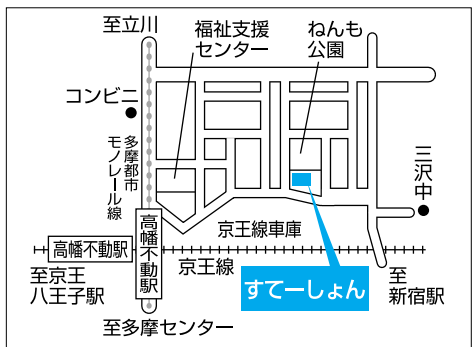 至立川
福祉支援
センター
ねんも
公園
コンビニ
多摩都市
モノレール線
三沢中
高幡不動駅
京王線車庫
高幡不動駅
京王線
至京王
八王子駅
すてーしょん
至
新宿駅
至多摩センター